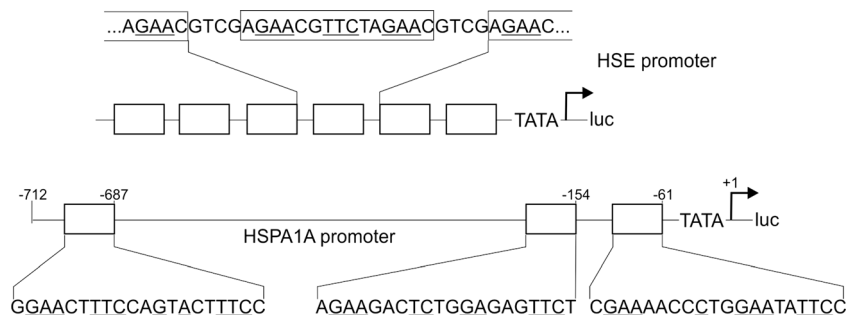 ...AGAACGTCGAGAACGTTCTAGAACGTCGAGAAC...
HSE promoter
TATA luc
-712 -687 -154 -61 +1
TATA luc
HSPA1A promoter
GGAACTTTCCAGTACTTTCC AGAAGACTCTGGAGAGTTCT CGAAAACCCTGGAATATTCC